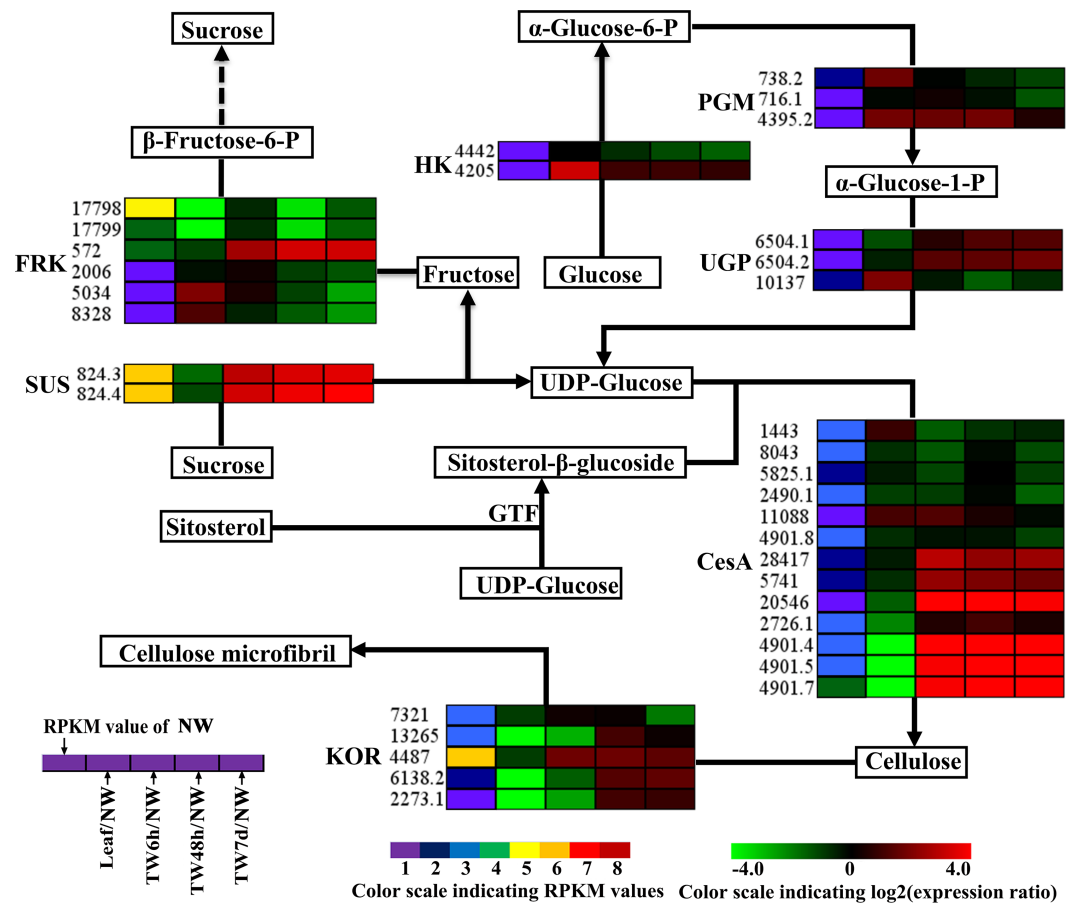 Sucrose
α-Glucose-6-P
738.2
PGM 716.1
4395.2
β-Fructose-6-P
HK 4442
4205
α-Glucose-1-P
17798
17799
572
FRK 2006
5034
8328
Fructose
Glucose
6504.1
UGP 6504.2
10137
SUS 824.3
824.4
UDP-Glucose
Sucrose
Sitosterol-β-glucoside
Sitosterol
GTF
UDP-Glucose
1443
8043
5825.1
2490.1
11088
4901.8
CesA 28417
5741
20546
2726.1
4901.4
4901.5
4901.7
Cellulose microfibril
7321
13265
KOR 4487
6138.2
2273.1
Cellulose
RPKM value of NW
Leaf/NW
TW6h/NW
TW48h/NW
TW7d/NW
1 2 3 4 5 6 7 8
Color scale indicating RPKM values
-4.0 0 4.0
Color scale indicating log2(expression ratio)